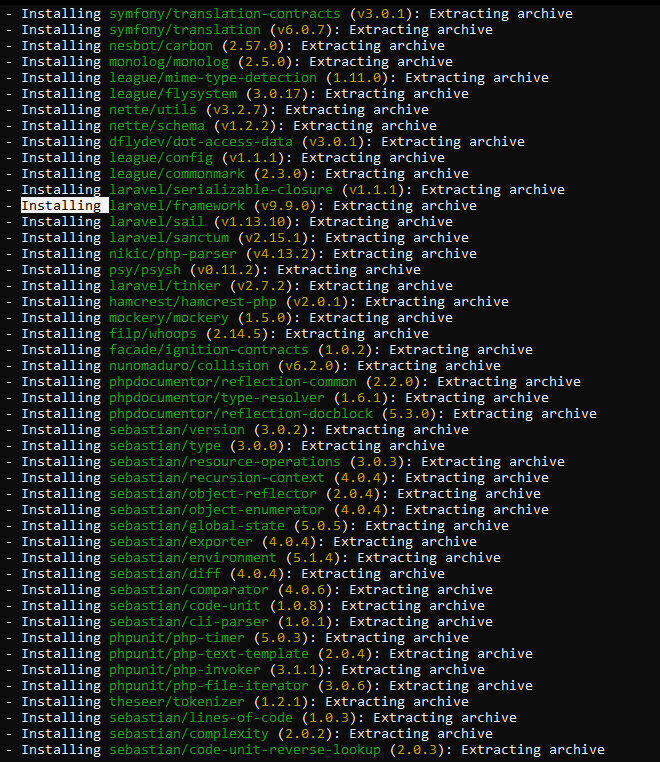 - Installing symfony/translation-contracts (v3.0.1): Extracting archive
- Installing symfony/translation (v6.0.7): Extracting archive
- Installing nesbot/carbon (2.57.0): Extracting archive
- Installing monolog/monolog (2.5.0): Extracting archive
- Installing league/mime-type-detection (1.11.0): Extracting archive
- Installing league/flysystem (3.0.17): Extracting archive
- Installing nette/utils (v3.2.7): Extracting archive
- Installing nette/schema (v1.2.2): Extracting archive
- Installing dflydev/dot-access-data (v3.0.1): Extracting archive
- Installing league/config (v1.1.1): Extracting archive
- Installing league/commonmark (2.3.0): Extracting archive
- Installing laravel/serializable-closure (v1.1.1): Extracting archive
- Installing laravel/framework (v9.9.0): Extracting archive
- Installing laravel/sail (v1.13.10): Extracting archive
- Installing laravel/sanctum (v2.15.1): Extracting archive
- Installing nikic/php-parser (v4.13.2): Extracting archive
- Installing psy/psysh (v0.11.2): Extracting archive
- Installing laravel/tinker (v2.7.2): Extracting archive
- Installing hamcrest/hamcrest-php (v2.0.1): Extracting archive
- Installing mockery/mockery (1.5.0): Extracting archive
- Installing filp/whoops (2.14.5): Extracting archive
- Installing facade/ignition-contracts (1.0.2): Extracting archive
- Installing nunomaduro/collision (v6.2.0): Extracting archive
- Installing phpdocumentor/reflection-common (2.2.0): Extracting archive
- Installing phpdocumentor/type-resolver (1.6.1): Extracting archive
- Installing phpdocumentor/reflection-docblock (5.3.0): Extracting archive
- Installing sebastian/version (3.0.2): Extracting archive
- Installing sebastian/type (3.0.0): Extracting archive
- Installing sebastian/resource-operations (3.0.3): Extracting archive
- Installing sebastian/recursion-context (4.0.4): Extracting archive
- Installing sebastian/object-reflector (2.0.4): Extracting archive
- Installing sebastian/object-enumerator (4.0.4): Extracting archive
- Installing sebastian/global-state (5.0.5): Extracting archive
- Installing sebastian/exporter (4.0.4): Extracting archive
- Installing sebastian/environment (5.1.4): Extracting archive
- Installing sebastian/diff (4.0.4): Extracting archive
- Installing sebastian/comparator (4.0.6): Extracting archive
- Installing sebastian/code-unit (1.0.8): Extracting archive
- Installing sebastian/cli-parser (1.0.1): Extracting archive
- Installing phpunit/php-timer (5.0.3): Extracting archive
- Installing phpunit/php-text-template (2.0.4): Extracting archive
- Installing phpunit/php-invoker (3.1.1): Extracting archive
- Installing phpunit/php-file-iterator (3.0.6): Extracting archive
- Installing theseer/tokenizer (1.2.1): Extracting archive
- Installing sebastian/lines-of-code (1.0.3): Extracting archive
- Installing sebastian/complexity (2.0.2): Extracting archive
- Installing sebastian/code-unit-reverse-lookup (2.0.3): Extracting archive